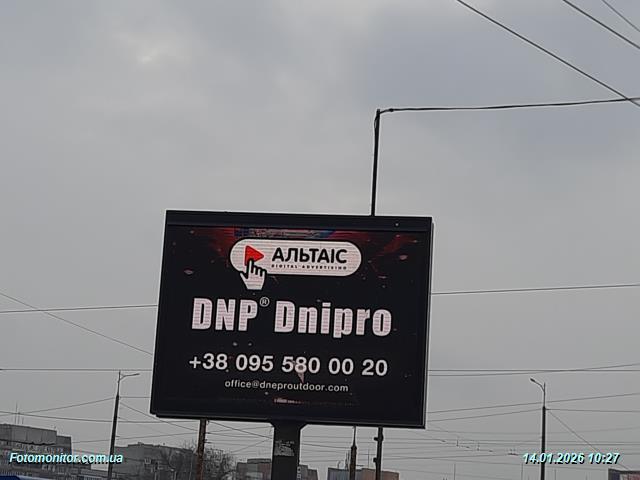 АЛЬТАІС
DIGITAL ADVERTISING
DNP® Dnipro
+38 095 580 00 20
office@dneproutdoor.com
Fotomonitor.com.ua
14.01.2026 10:27